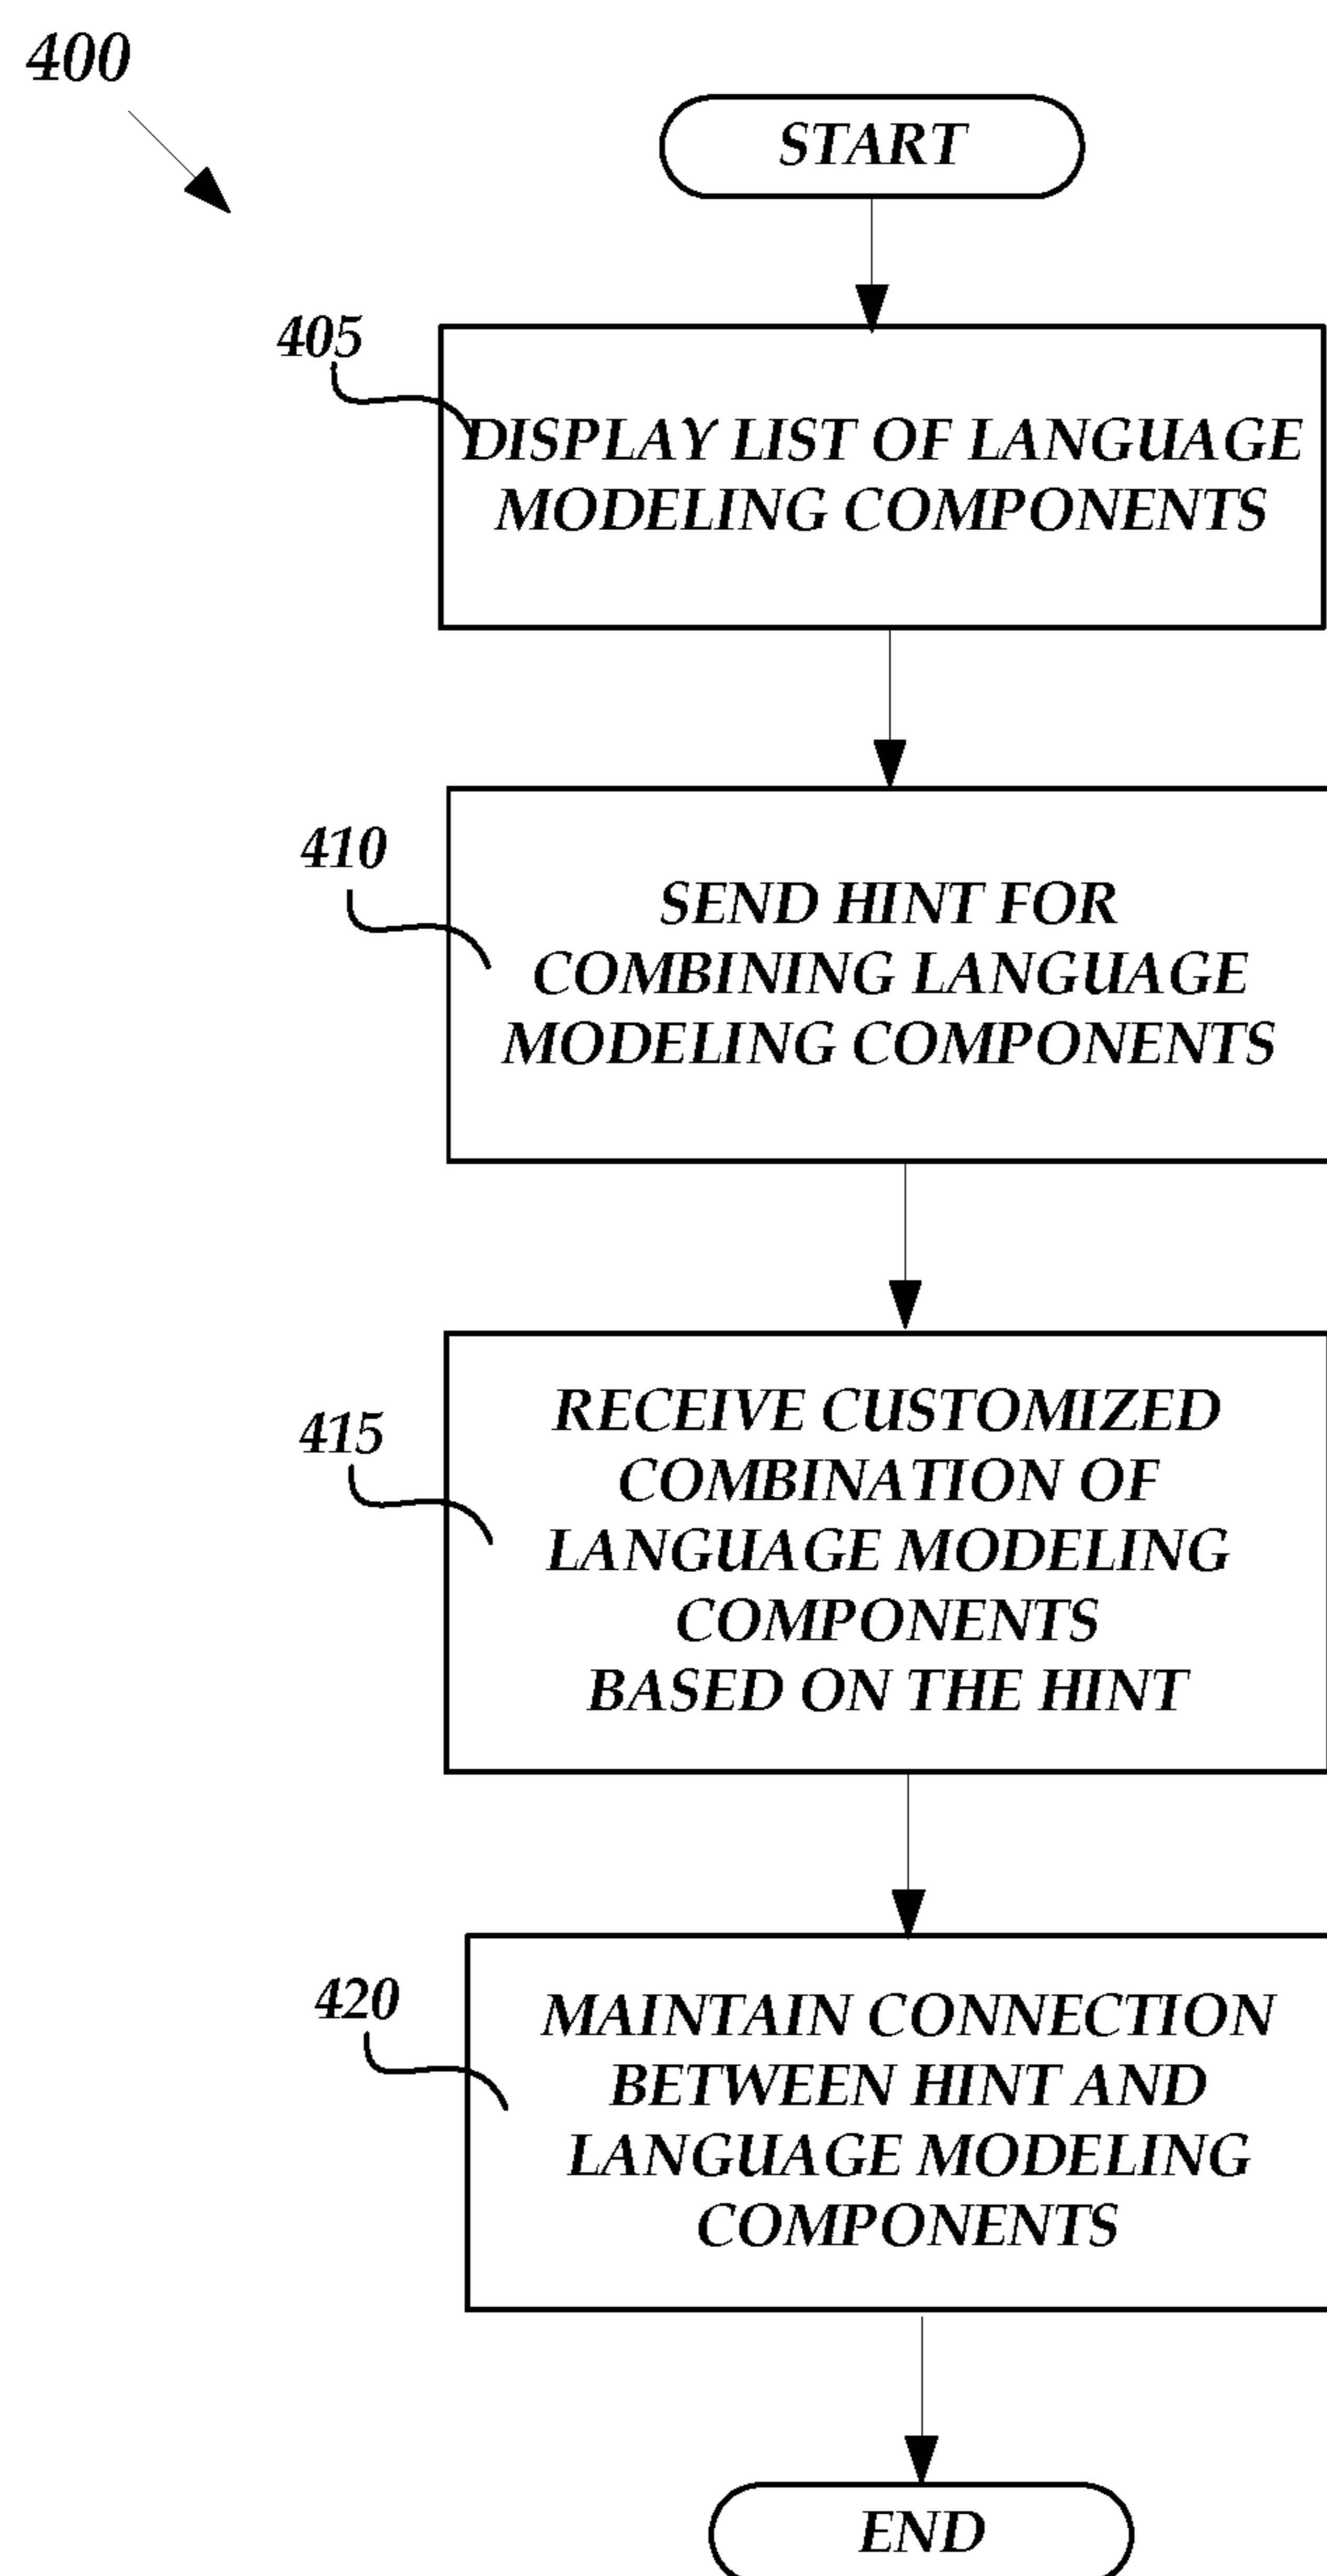 400
START
405
DISPLAY LIST OF LANGUAGE
MODELING COMPONENTS
410
SEND HINT FOR
COMBINING LANGUAGE
MODELING COMPONENTS
415
RECEIVE CUSTOMIZED
COMBINATION OF
LANGUAGE MODELING
COMPONENTS
BASED ON THE HINT
420
MAINTAIN CONNECTION
BETWEEN HINT AND
LANGUAGE MODELING
COMPONENTS
END